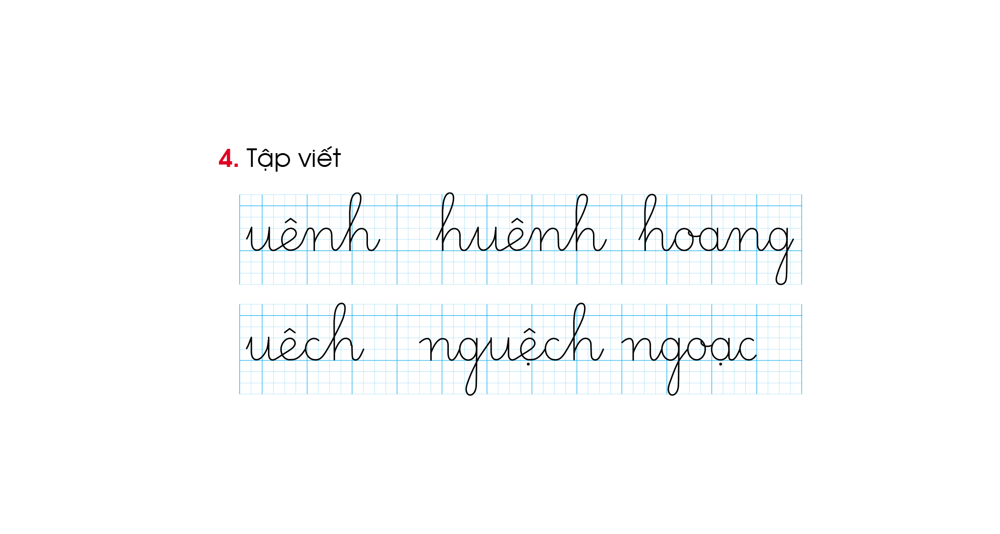 4. Tập viết
uênh huênh hoang
uêch nguệch ngoạc